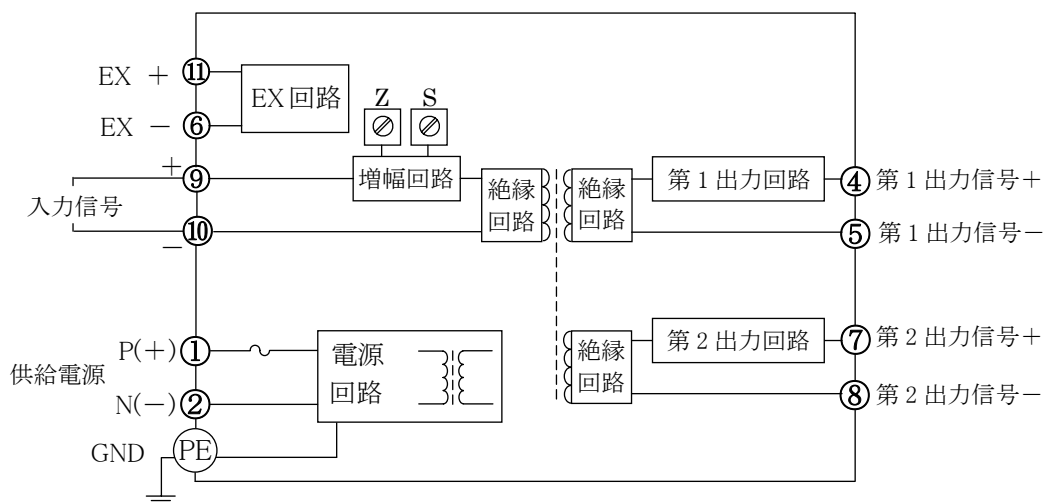 EX + ⑪
EX回路
EX − ⑥
Z S
+ ⑨
増幅回路
入力信号
⑩
−
絶縁
回路
絶縁
回路
第1出力回路
④ 第1出力信号+
⑤ 第1出力信号−
P(+) ①
供給電源
N(−) ②
GND PE
電源
回路
絶縁
回路
第2出力回路
⑦ 第2出力信号+
⑧ 第2出力信号−